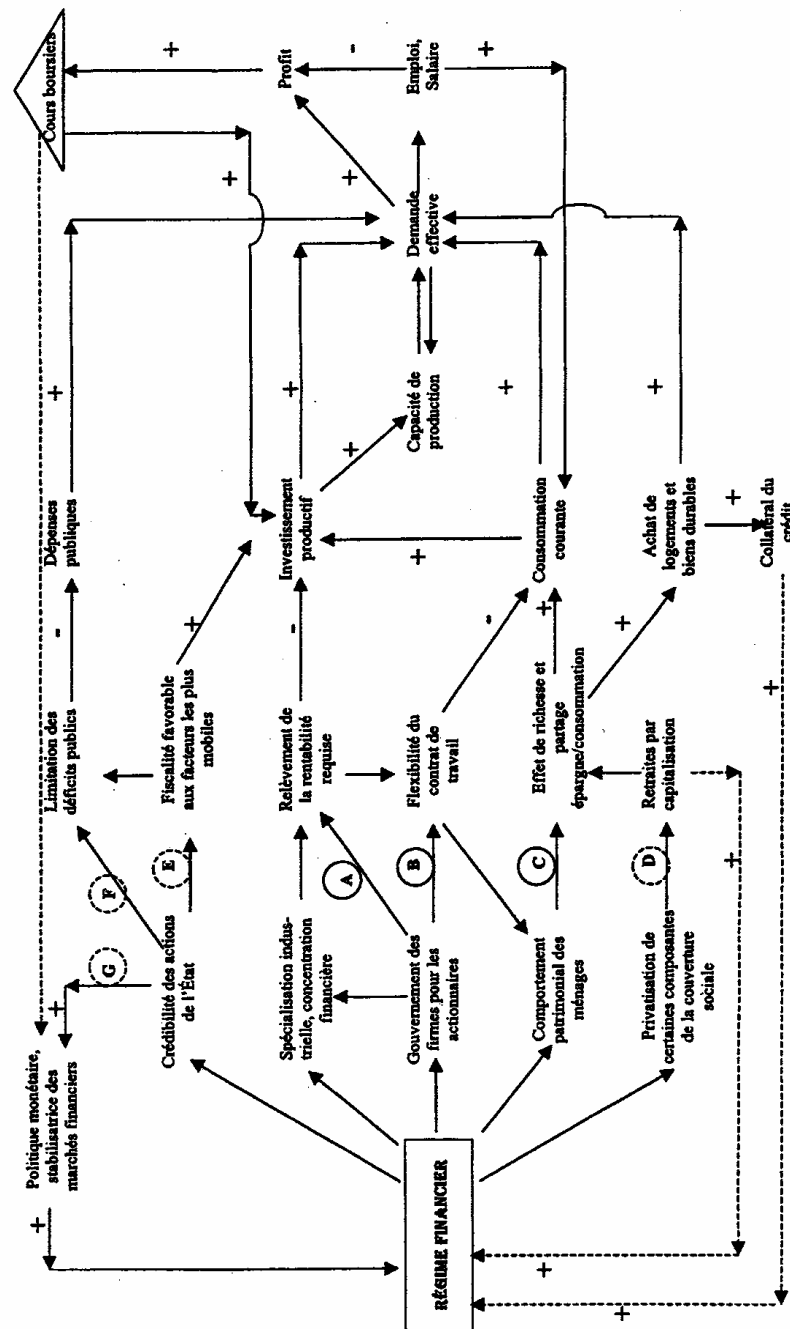 Cours boursiers
+
+
Profit
-
Emploi,
Salaire
+
+
Demande
effective
+
Dépenses
publiques
+
Investissement
productif
+
Capacité de
production
+
+
Consommation
courante
+
Achat de
logements et
biens durables
+
Collatéral du
crédit
-
Limitation des
déficits publics
+
Fiscalité favorable
aux facteurs les plus
mobiles
-
Relèvement de
la rentabilité
requise
-
Flexibilité du
contrat de
travail
+
Effet de richesse et
partage
épargne/consommation
+
Retraites par
capitalisation
+
+
F
E
A
B
C
D
G
+
Crédibilité des actions
de l'État
Spécialisation indus-
trielle, concentration
financière
Gouvernement des
firmes pour les
actionnaires
Comportement
patrimonial des
ménages
Privatisation de
certaines composantes
de la couverture
sociale
Politique monétaire,
stabilisatrice des
marchés financiers
+
RÉGIME FINANCIER
+
+